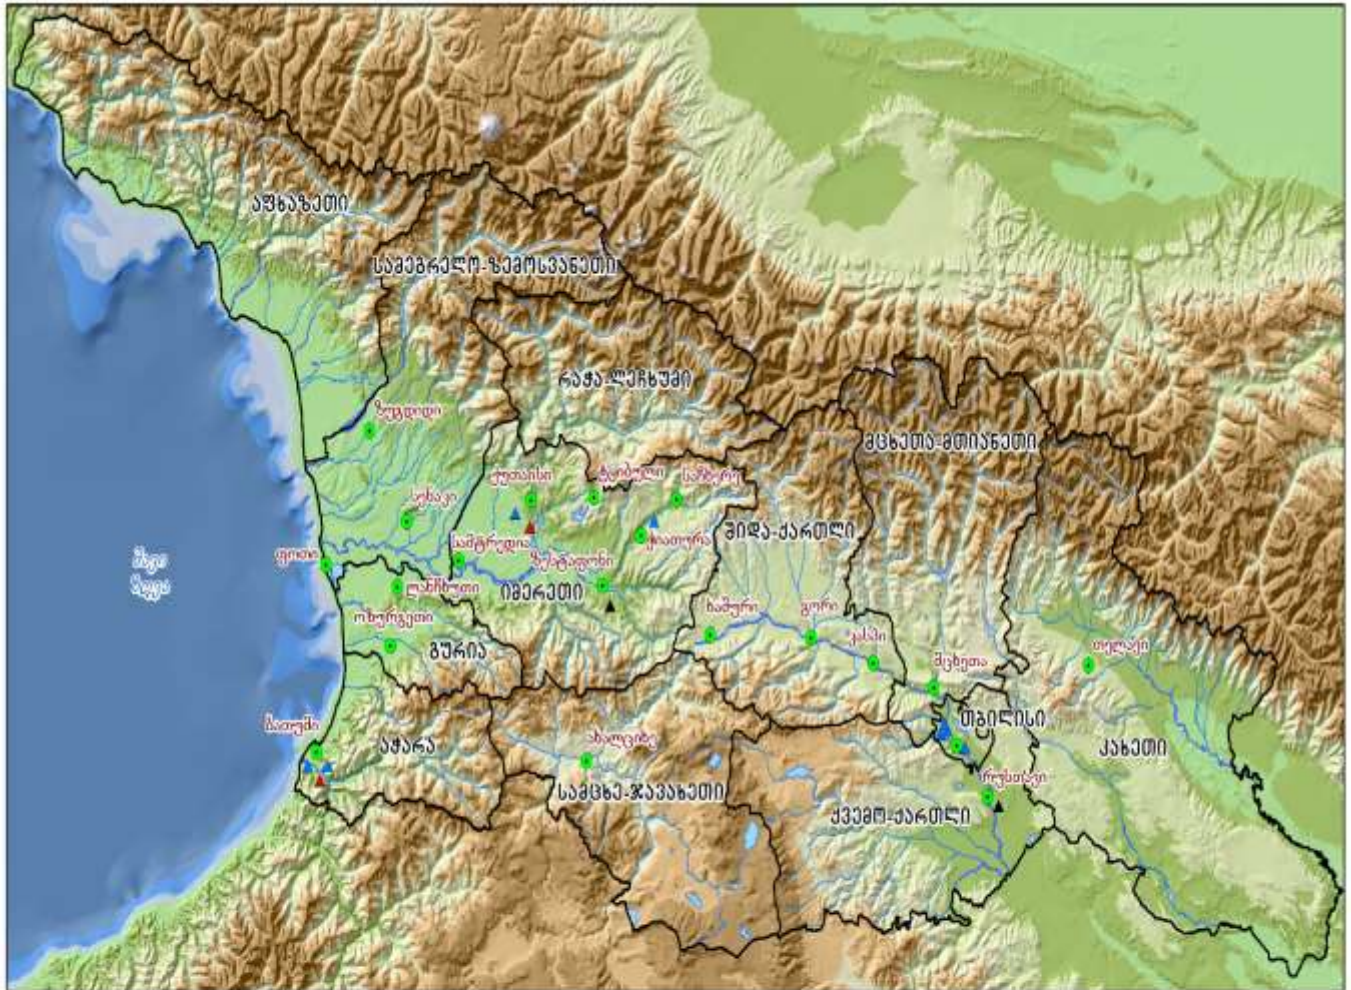 აფხაზეთი
სამეგრელო-ზემოსვანეთი
რაჭა-ლეჩხუმი
ზუგდიდი
მცხეთა-მთიანეთი
ქუთაისი
ტყიბული
საჩხერე
სენაკი
შიდა-ქართლი
ჭიათურა
სამტრედია
ზესტაფონი
ფოთი
შავი
ზღვა
ლანჩხუთი
იმერეთი
ხაშური
გორი
ოზურგეთი
კასპი
გურია
თელავი
მცხეთა
თბილისი
ბათუმი
აჭარა
ახალციხე
კახეთი
რუსთავი
სამცხე-ჯავახეთი
ქვემო-ქართლი